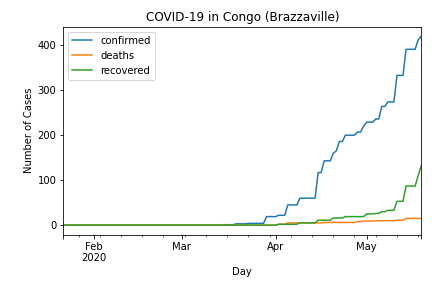 COVID-19 in Congo (Brazzaville)
confirmed
deaths
recovered
Number of Cases
400
300
200
100
0
Feb
2020
Mar
Apr
May
Day